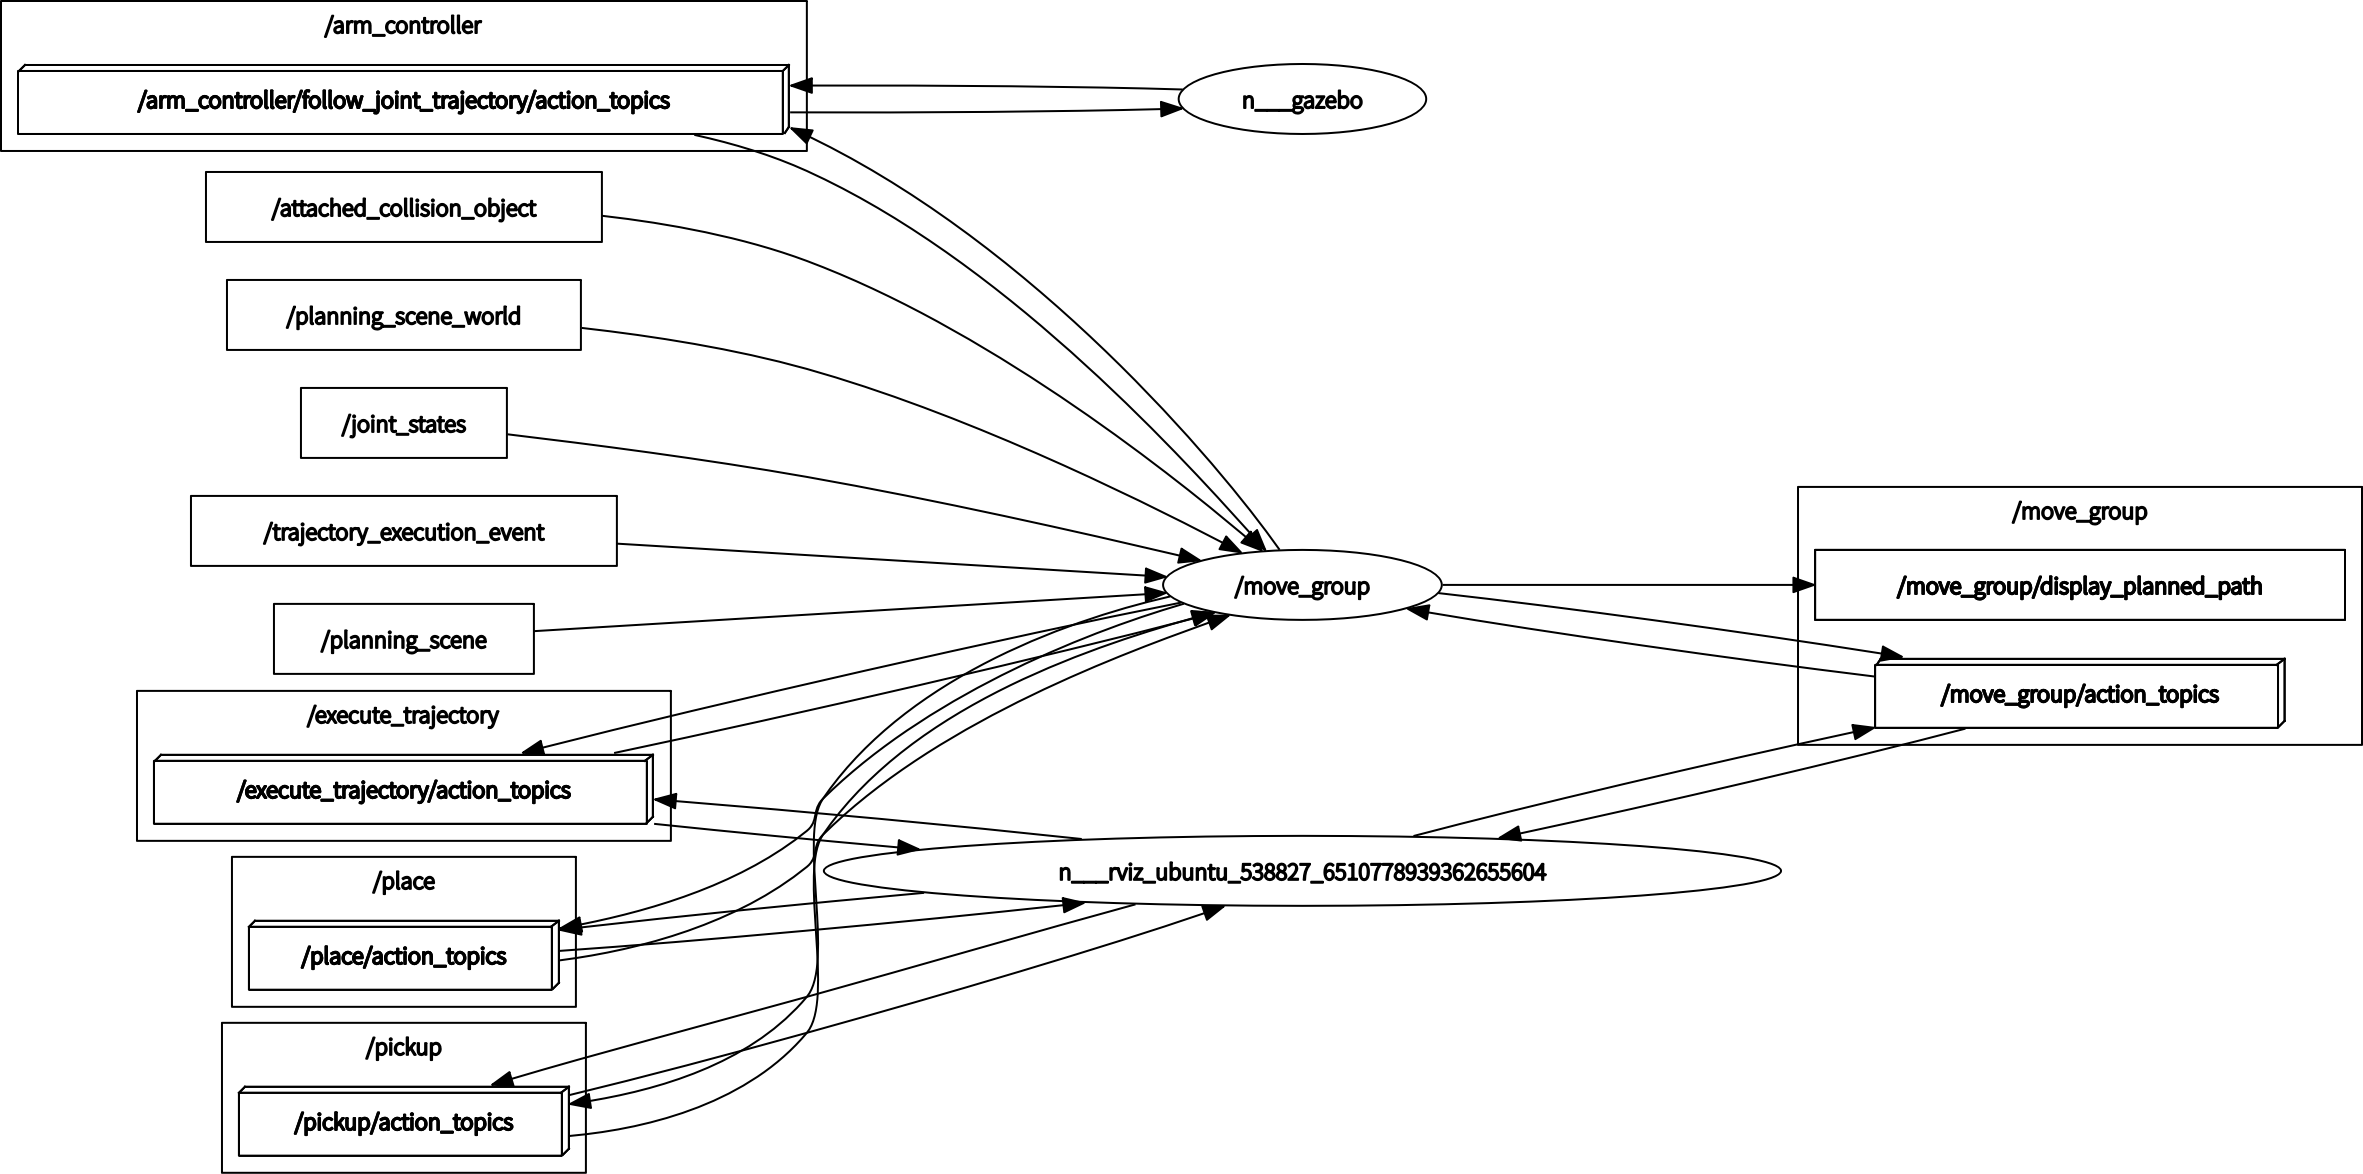 /arm_controller
/arm_controller/follow_joint_trajectory/action_topics
n___gazebo
/attached_collision_object
/planning_scene_world
/joint_states
/trajectory_execution_event
/planning_scene
/move_group
/move_group
/move_group/display_planned_path
/move_group/action_topics
/execute_trajectory
/execute_trajectory/action_topics
n___rviz_ubuntu_538827_6510778939362655604
/place
/place/action_topics
/pickup
/pickup/action_topics